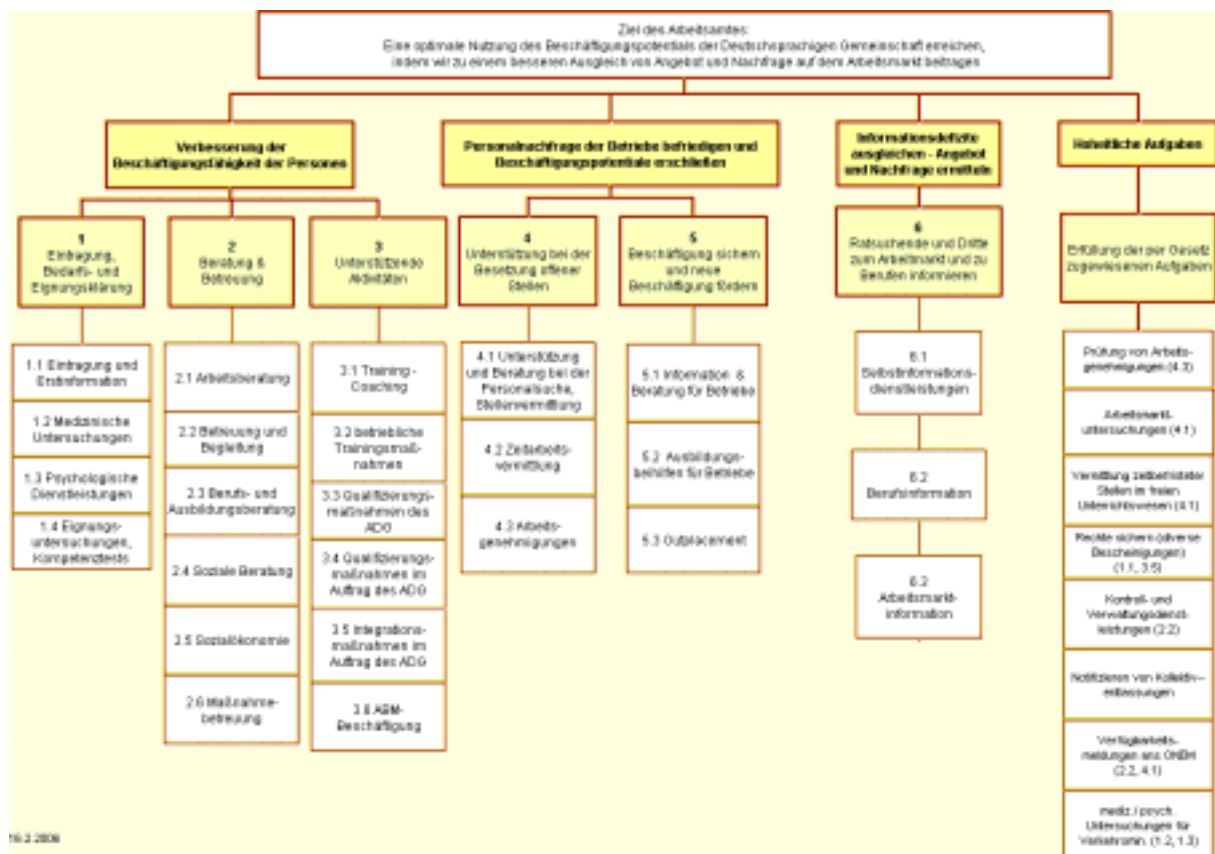 Ziel des Arbeitsamtes:
Eine optimale Nutzung des Beschäftigungspotentials der Deutschsprachigen Gemeinschaft erreichen,
indem wir zu einem besseren Ausgleich von Angebot und Nachfrage auf dem Arbeitsmarkt beitragen
Verbesserung der
Beschäftigungsfähigkeit der Personen
Personalnachfrage der Betriebe befriedigen und
Beschäftigungspotentiale erschließen
Informationsdefizite
ausgleichen - Angebot
und Nachfrage ermitteln
Hoheitliche Aufgaben
1
Eintragung,
Bedarfs- und
Eignungsklärung
2
Beratung &
Betreuung
3
Unterstützende
Aktivitäten
4
Unterstützung bei der
Besetzung offener
Stellen
5
Beschäftigung sichern
und neue
Beschäftigung fördern
6
Ratsuchende und Dritte
zum Arbeitmarkt und zu
Berufen informieren
Erfüllung der per Gesetz
zugewiesenen Aufgaben
1.1 Eintragung und
Erstinformation
1.2 Medizinische
Untersuchungen
1.3 Psychologische
Dienstleistungen
1.4 Eignungs-
untersuchungen,
Kompetenztests
2.1 Arbeitsberatung
2.2 Betreuung und
Begleitung
2.3 Berufs- und
Ausbildungsberatung
2.4 Soziale Beratung
3.5 Sozialökonomie
2.6 Maßnahme-
betreuung
3.1 Training -
Coaching
3.2 betriebliche
Trainingsmaß-
nahmen
3.3 Qualifizierungs-
maßnahmen des
ADG
3.4 Qualifizierungs-
maßnahmen im
Auftrag des ADG
3.5 Integrations-
maßnahmen im
Auftrag des ADG
3.6 ABM-
Beschäftigung
4.1 Unterstützung
und Beratung bei der
Personalsuche,
Stellenvermittlung
4.2 Zeitarbeits-
vermittlung
4.3 Arbeits-
genehmigungen
5.1 Information &
Beratung für Betriebe
5.2 Ausbildungs-
beihilfen für Betriebe
5.3 Outplacement
6.1
Selbstinformations-
dienstleistungen
6.2
Berufsinformation
6.3
Arbeitsmarkt-
information
Prüfung von Arbeits-
genehmigungen (4.3)
Arbeitsmarkt-
untersuchungen (4.1)
Vermittlung zeitbefristeter
Stellen im freien
Unterrichtswesen (4.1)
Rechte sichern (diverse
Bescheinigungen)
(1.1, 3.5)
Kontroll- und
Verwaltungsdienst-
leistungen (2.2)
Notifizieren von Kollektiv-
entlassungen
Verfügbarkeits-
meldungen ans ONEM
(2.2, 4.1)
mediz./ psych.
Untersuchungen für
Verkehrsmin. (1.2, 1.3)
16.2.2006